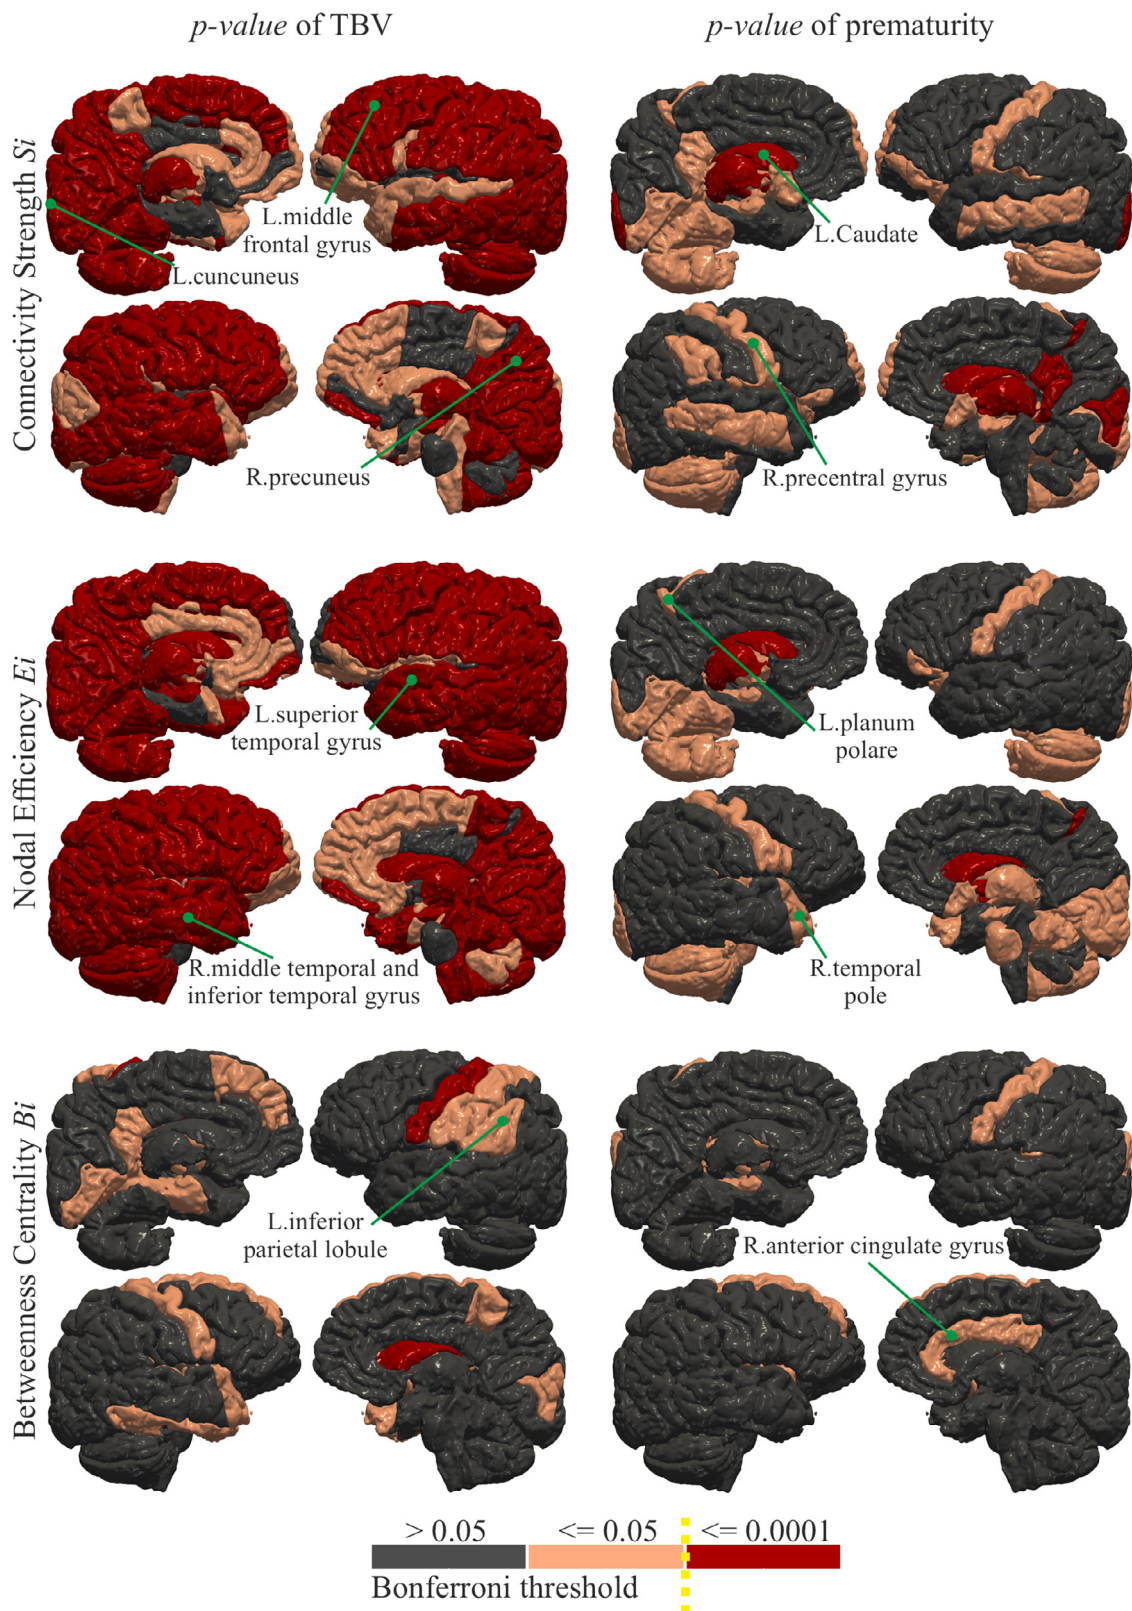 p-value of TBV
p-value of prematurity
Connectivity Strength Si
L.middle
frontal gyrus
L.cuncuneus
L.Caudate
R.precuneus
R.precentral gyrus
Nodal Efficiency Ei
L.superior
temporal gyrus
L.planum
polare
R.middle temporal and
inferior temporal gyrus
R.temporal
pole
Betweenness Centrality Bi
L.inferior
parietal lobule
R.anterior cingulate gyrus
> 0.05
<= 0.05
<= 0.0001
Bonferroni threshold